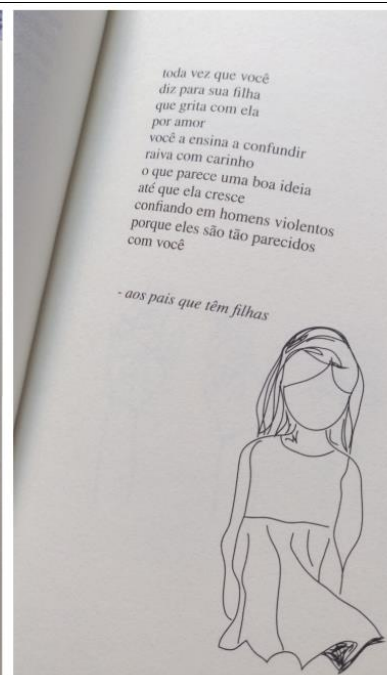 toda vez que você
diz para sua filha
que grita com ela
por amor
você a ensina a confundir
raiva com carinho
o que parece uma boa ideia
até que ela cresce
confiando em homens violentos
porque eles são tão parecidos
com você
- aos pais que têm filhas